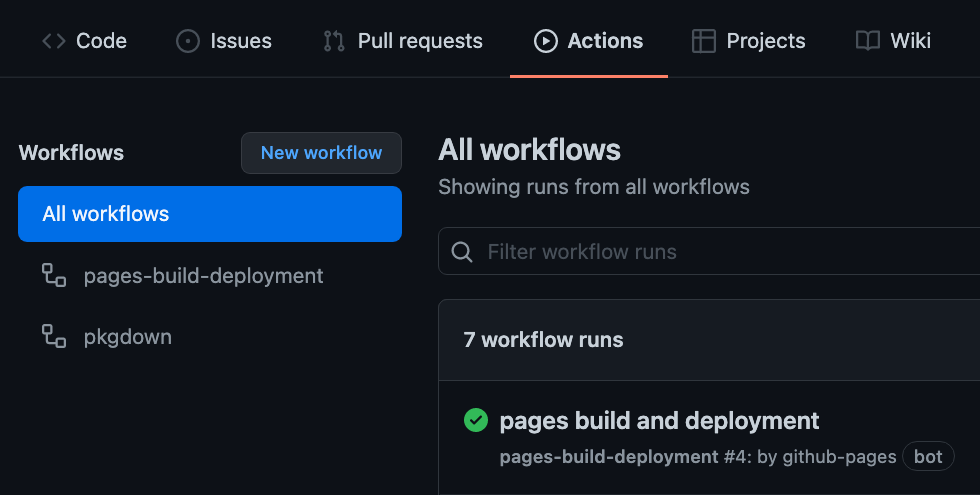 Code Issues Pull requests Actions Projects Wiki
Workflows New workflow
All workflows
pages-build-deployment
pkgdown
All workflows
Showing runs from all workflows
Filter workflow runs
7 workflow runs
pages build and deployment
pages-build-deployment #4: by github-pages bot